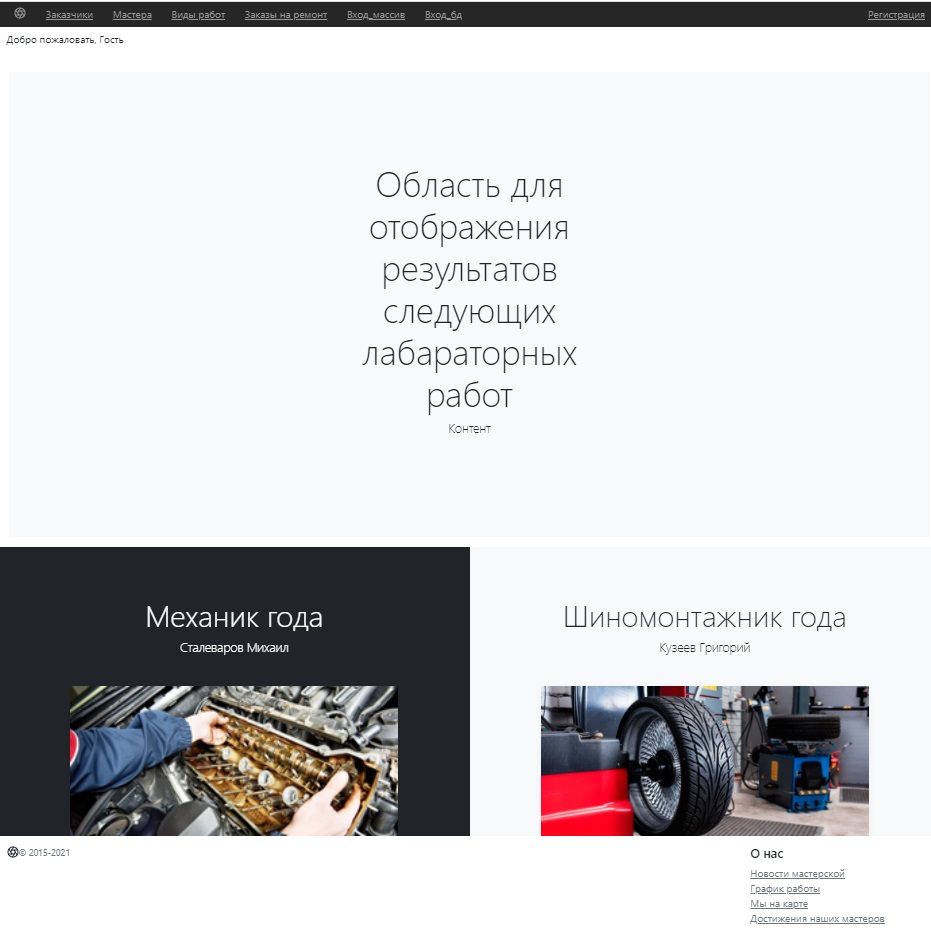 Заказчики Мастера Виды работ Заказы на ремонт Вход_массив Вход_бд Регистрация
Добро пожаловать, Гость
Область для
отображения
результатов
следующих
лабараторных
работ
Контент
Механик года
Сталеваров Михаил
Шиномонтажник года
Кузеев Григорий
© 2015-2021
О нас
Новости мастерской
График работы
Мы на карте
Достижения наших мастеров